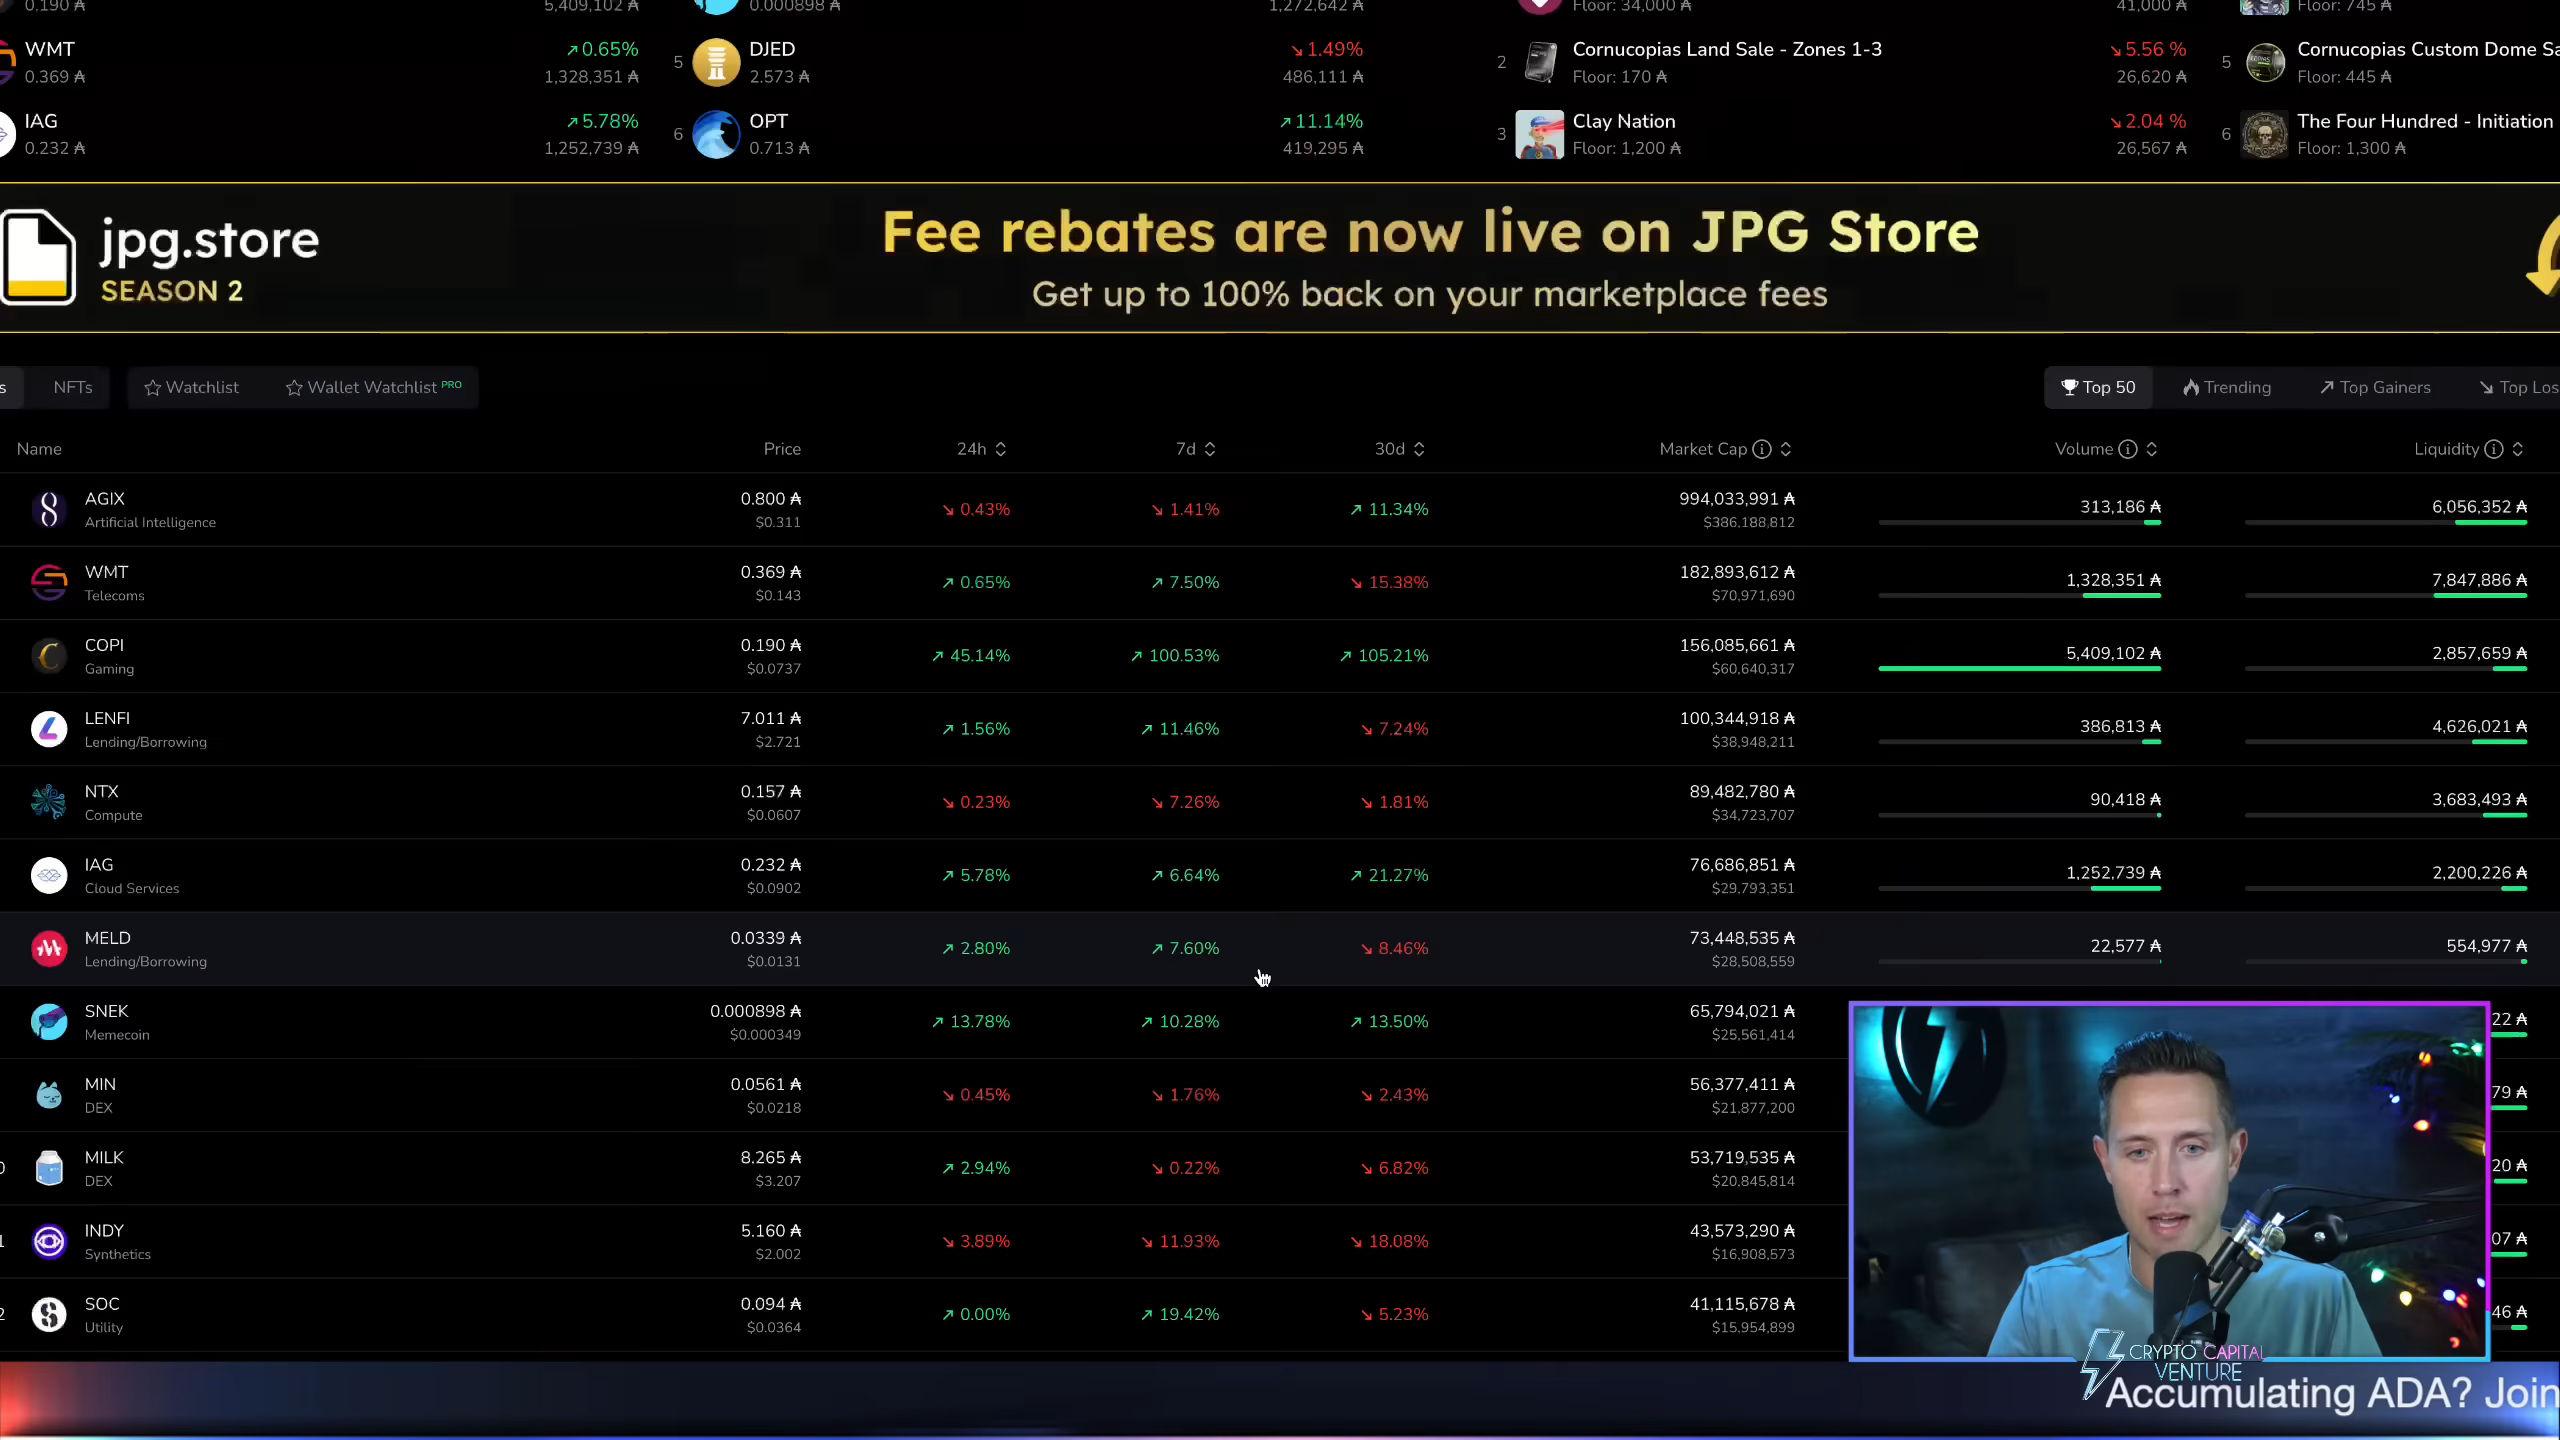 0.190 ₳
5,409,102 ₳
0.000898 ₳
1,272,642 ₳
Floor: 34,000 ₳
41,000 ₳
Floor: 745 ₳
WMT
↗ 0.65%
5
DJED
↘ 1.49%
2
Cornucopias Land Sale - Zones 1-3
↘ 5.56 %
5
Cornucopias Custom Dome Sa
0.369 ₳
1,328,351 ₳
2.573 ₳
486,111 ₳
Floor: 170 ₳
26,620 ₳
Floor: 445 ₳
IAG
↗ 5.78%
6
OPT
↗ 11.14%
3
Clay Nation
↘ 2.04 %
6
The Four Hundred - Initiation
0.232 ₳
1,252,739 ₳
0.713 ₳
419,295 ₳
Floor: 1,200 ₳
26,567 ₳
Floor: 1,300 ₳
jpg.store
SEASON 2
Fee rebates are now live on JPG Store
Get up to 100% back on your marketplace fees
s NFTs Watchlist Wallet Watchlist PRO Top 50 Trending Top Gainers Top Los
Name Price 24h 7d 30d Market Cap Volume Liquidity
AGIX 0.800 ₳ ↘ 0.43% ↘ 1.41% ↗ 11.34% 994,033,991 ₳ 313,186 ₳ 6,056,352 ₳
Artificial Intelligence $0.311 $386,188,812
WMT 0.369 ₳ ↗ 0.65% ↗ 7.50% ↘ 15.38% 182,893,612 ₳ 1,328,351 ₳ 7,847,886 ₳
Telecoms $0.143 $70,971,690
COPI 0.190 ₳ ↗ 45.14% ↗ 100.53% ↗ 105.21% 156,085,661 ₳ 5,409,102 ₳ 2,857,659 ₳
Gaming $0.0737 $60,640,317
LENFI 7.011 ₳ ↗ 1.56% ↗ 11.46% ↘ 7.24% 100,344,918 ₳ 386,813 ₳ 4,626,021 ₳
Lending/Borrowing $2.721 $38,948,211
NTX 0.157 ₳ ↘ 0.23% ↘ 7.26% ↘ 1.81% 89,482,780 ₳ 90,418 ₳ 3,683,493 ₳
Compute $0.0607 $34,723,707
IAG 0.232 ₳ ↗ 5.78% ↗ 6.64% ↗ 21.27% 76,686,851 ₳ 1,252,739 ₳ 2,200,226 ₳
Cloud Services $0.0902 $29,793,351
MELD 0.0339 ₳ ↗ 2.80% ↗ 7.60% ↘ 8.46% 73,448,535 ₳ 22,577 ₳ 554,977 ₳
Lending/Borrowing $0.0131 $28,508,559
SNEK 0.000898 ₳ ↗ 13.78% ↗ 10.28% ↗ 13.50% 65,794,021 ₳ 22 ₳
Memecoin $0.000349 $25,561,414
MIN 0.0561 ₳ ↘ 0.45% ↘ 1.76% ↘ 2.43% 56,377,411 ₳ 79 ₳
DEX $0.0218 $21,877,200
0 MILK 8.265 ₳ ↗ 2.94% ↘ 0.22% ↘ 6.82% 53,719,535 ₳ 20 ₳
DEX $3.207 $20,845,814
1 INDY 5.160 ₳ ↘ 3.89% ↘ 11.93% ↘ 18.08% 43,573,290 ₳ 07 ₳
Synthetics $2.002 $16,908,573
2 SOC 0.094 ₳ ↗ 0.00% ↗ 19.42% ↘ 5.23% 41,115,678 ₳ 46 ₳
Utility $0.0364 $15,954,899
CRYPTO CAPITAL
VENTURE
Accumulating ADA? Join